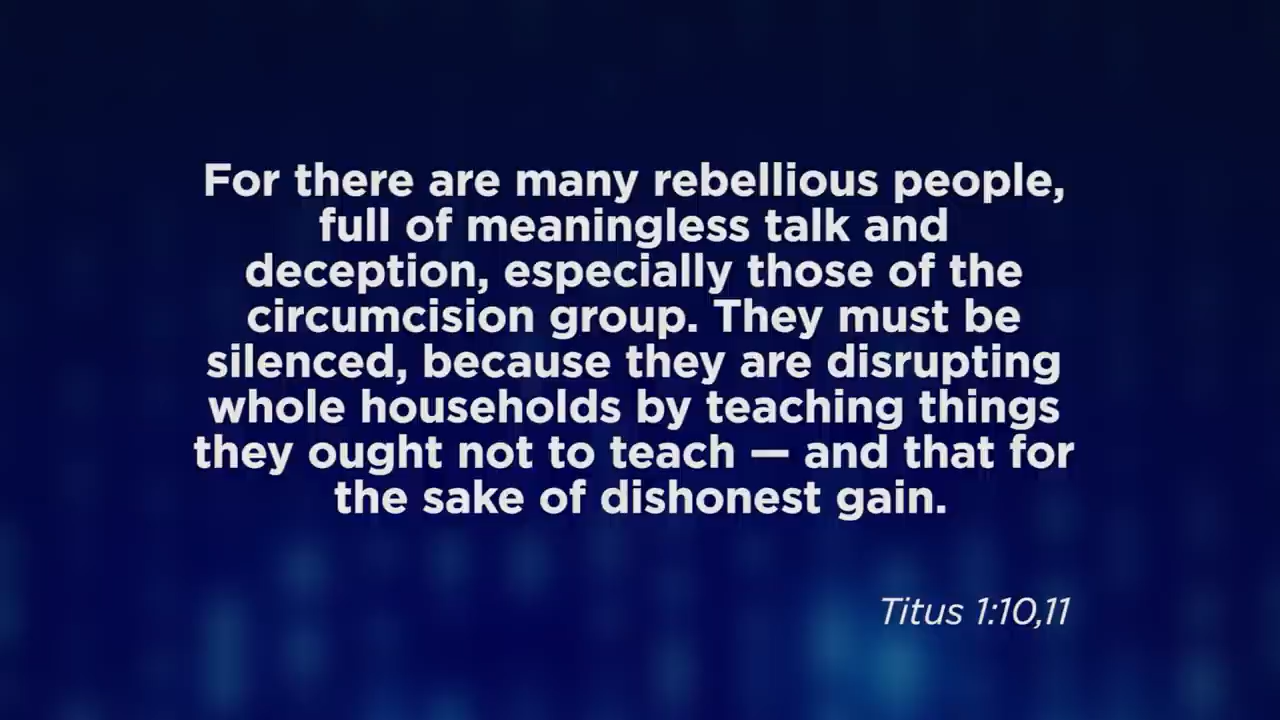 For there are many rebellious people,
full of meaningless talk and
deception, especially those of the
circumcision group. They must be
silenced, because they are disrupting
whole households by teaching things
they ought not to teach — and that for
the sake of dishonest gain.
Titus 1:10,11